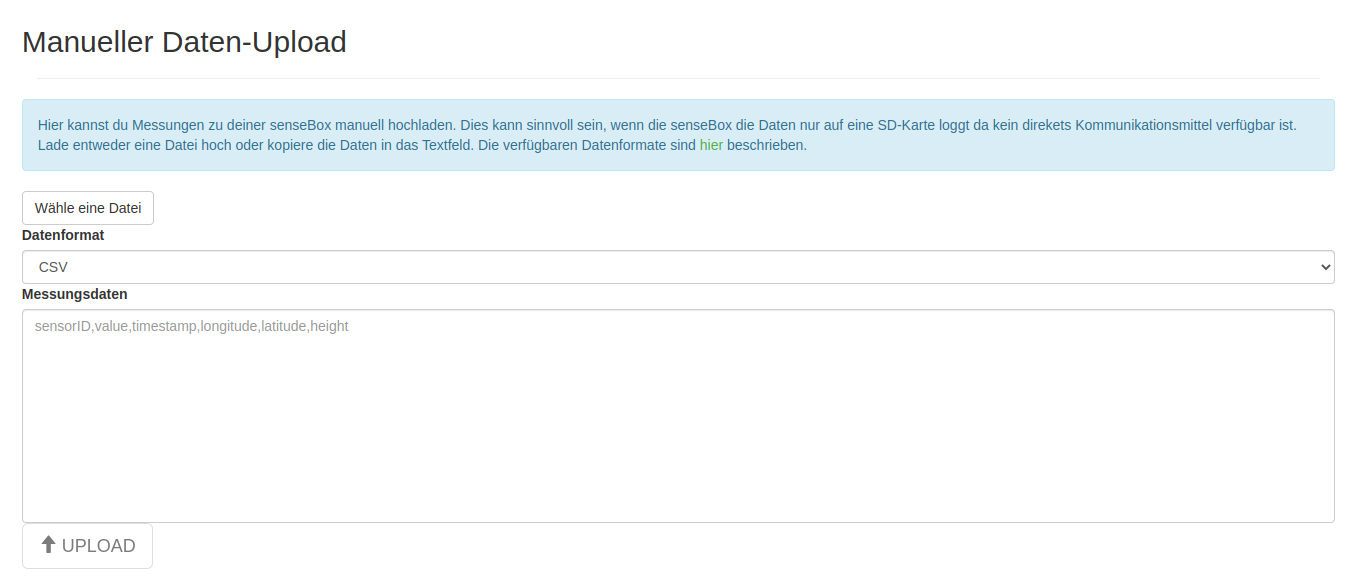 Manueller Daten-Upload
Hier kannst du Messungen zu deiner senseBox manuell hochladen. Dies kann sinnvoll sein, wenn die senseBox die Daten nur auf eine SD-Karte loggt da kein direkets Kommunikationsmittel verfügbar ist.
Lade entweder eine Datei hoch oder kopiere die Daten in das Textfeld. Die verfügbaren Datenformate sind hier beschrieben.
Wähle eine Datei
Datenformat
CSV
Messungsdaten
sensorID,value,timestamp,longitude,latitude,height
UPLOAD